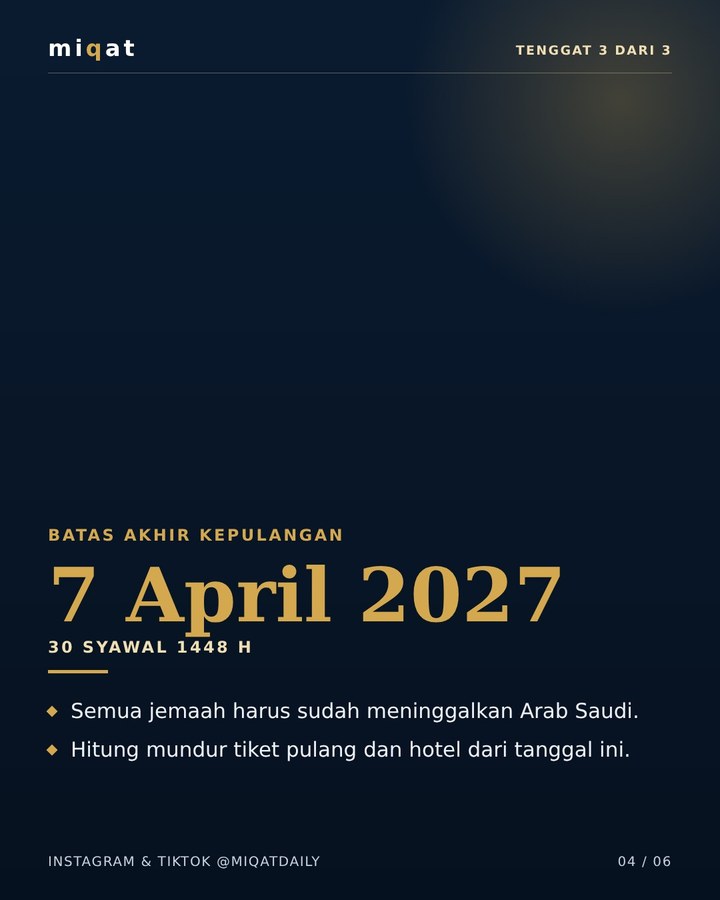 miqat
TENGGAT 3 DARI 3
BATAS AKHIR KEPULANGAN
7 April 2027
30 SYAWAL 1448 H
Semua jemaah harus sudah meninggalkan Arab Saudi.
Hitung mundur tiket pulang dan hotel dari tanggal ini.
INSTAGRAM & TIKTOK @MIQATDAILY
04 / 06